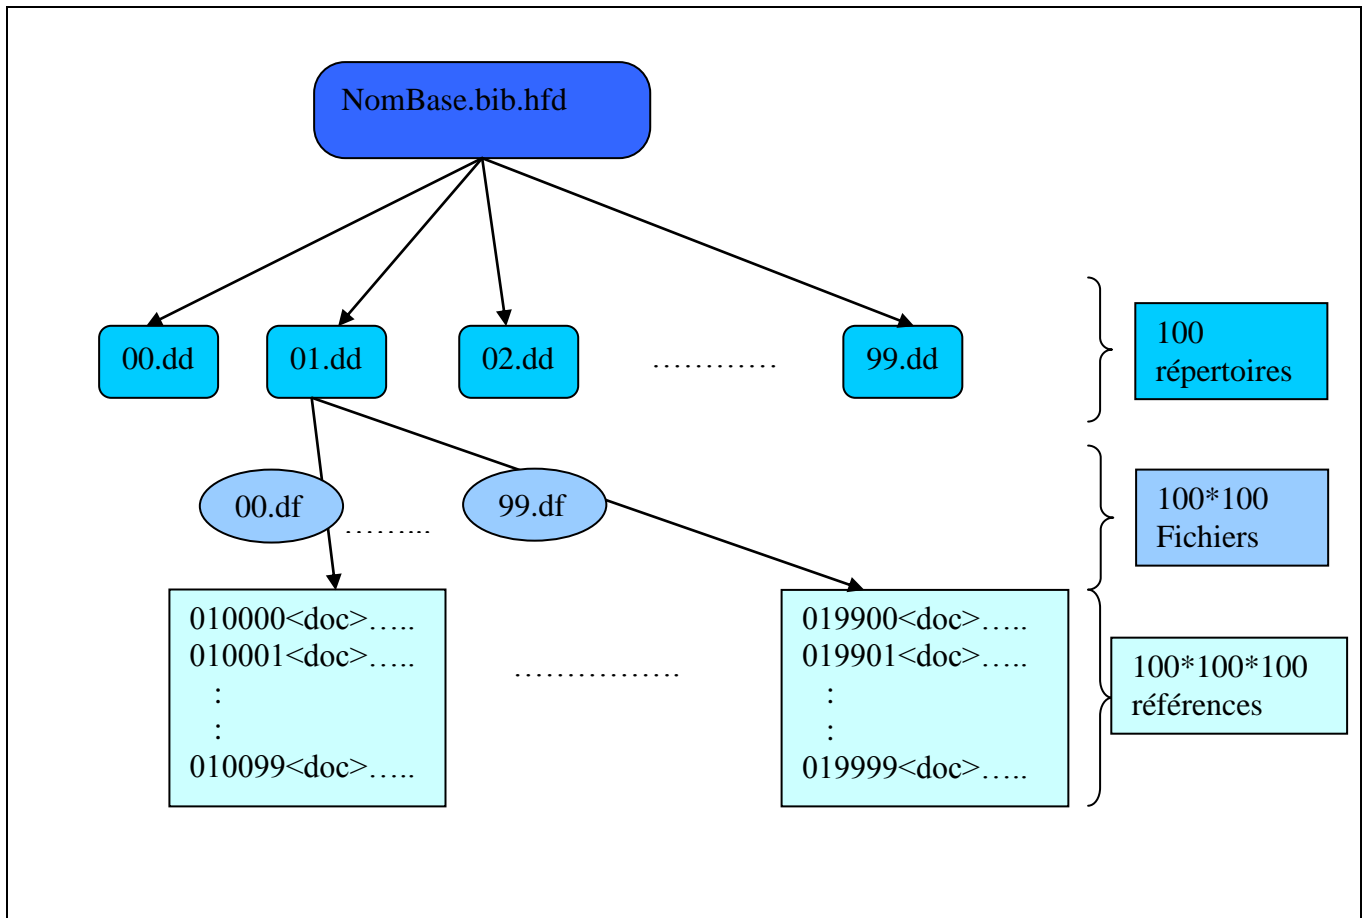 NomBase.bib.hfd
00.dd
01.dd
02.dd
…………
99.dd
100
répertoires
00.df
………
99.df
100*100
Fichiers
010000<doc>…..
010001<doc>…..
:
:
010099<doc>…..
…………….
019900<doc>…..
019901<doc>…..
:
:
019999<doc>…..
100*100*100
références